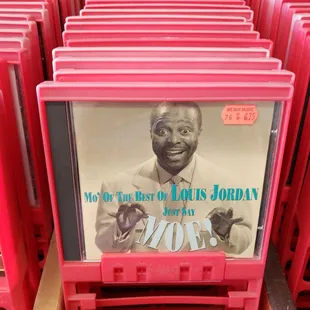 MO' OF THE BEST OF LOUIS JORDAN
JUST SAY
MOE!